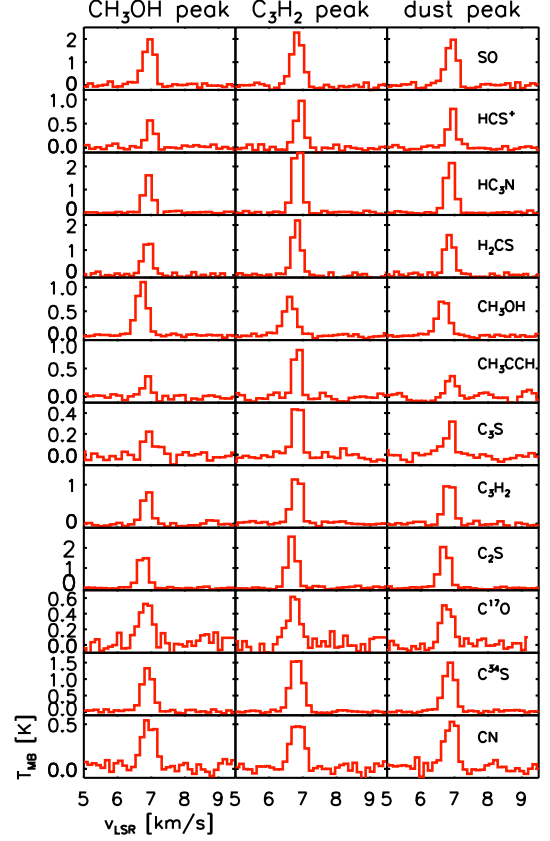 CH₃OH peak C₃H₂ peak dust peak
2
1
0
SO
1.0
0.5
0.0
HCS⁺
2
1
0
HC₃N
2
1
0
H₂CS
1.0
0.5
0.0
CH₃OH
1.0
0.5
0.0
CH₃CCH
0.4
0.2
0.0
C₃S
1
0
C₃H₂
2
1
0
C₂S
0.6
0.4
0.2
0.0
C¹⁷O
1.5
1.0
0.5
0.0
C³⁴S
0.5
0.0
CN
T_MB [K]
5 6 7 8 9 5 6 7 8 9 5 6 7 8 9
v_LSR [km/s]